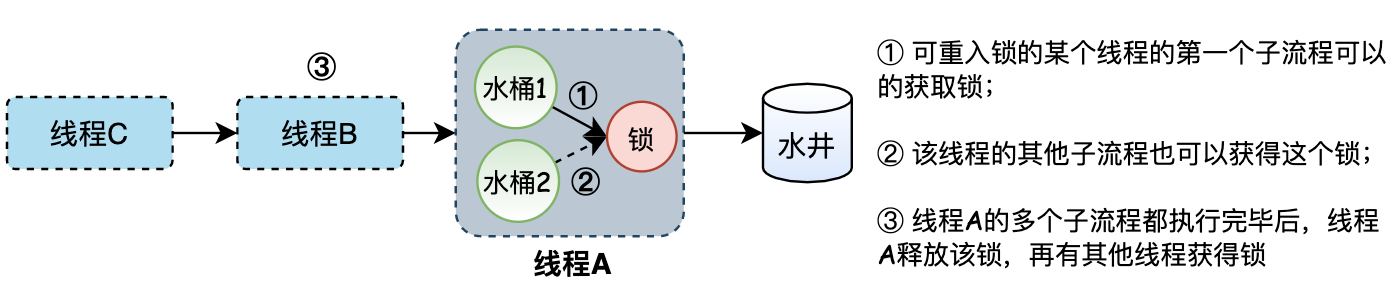 ③
线程C
线程B
水桶1
①
锁
水桶2
②
线程A
水井
① 可重入锁的某个线程的第一个子流程可以
的获取锁；
② 该线程的其他子流程也可以获得这个锁；
③ 线程A的多个子流程都执行完毕后，线程
A释放该锁，再有其他线程获得锁